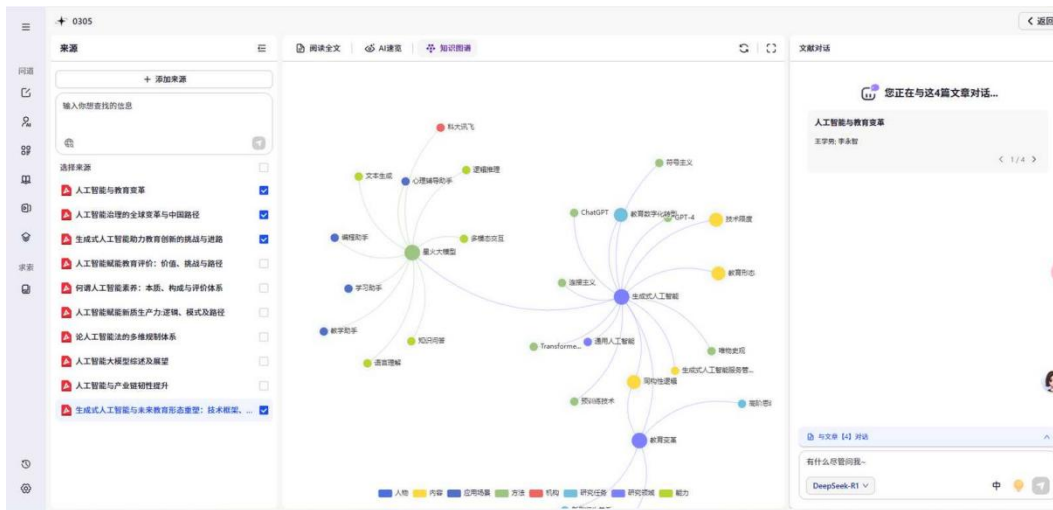 0305
返回
问道
求索
来源
+ 添加来源
输入你想查找的信息
选择来源
人工智能与教育变革
人工智能治理的全球变革与中国路径
生成式人工智能助力教育创新的挑战与进路
人工智能赋能教育评价：价值、挑战与路径
何谓人工智能素养：本质、构成与评价体系
人工智能赋能新质生产力:逻辑、模式及路径
论人工智能法的多维规制体系
人工智能大模型综述及展望
人工智能与产业链韧性提升
生成式人工智能与未来教育形态重塑：技术框架、...
阅读全文
AI速览
知识图谱
科大讯飞
文本生成
心理辅导助手
逻辑推理
编程助手
多模态交互
星火大模型
学习助手
教学助手
知识问答
语言理解
符号主义
ChatGPT
教育数字化转型
GPT-4
技术限度
教育形态
连接主义
生成式人工智能
Transforme...
通用人工智能
唯物史观
生成式人工智能服务管...
同构性逻辑
预训练技术
高阶思维
教育变革
人物 内容 应用场景 方法 机构 研究任务 研究领域 能力
文献对话
您正在与这4篇文章对话...
人工智能与教育变革
王学男; 李永智
< 1/4 >
与文章【4】对话
有什么尽管问我~
DeepSeek-R1
中